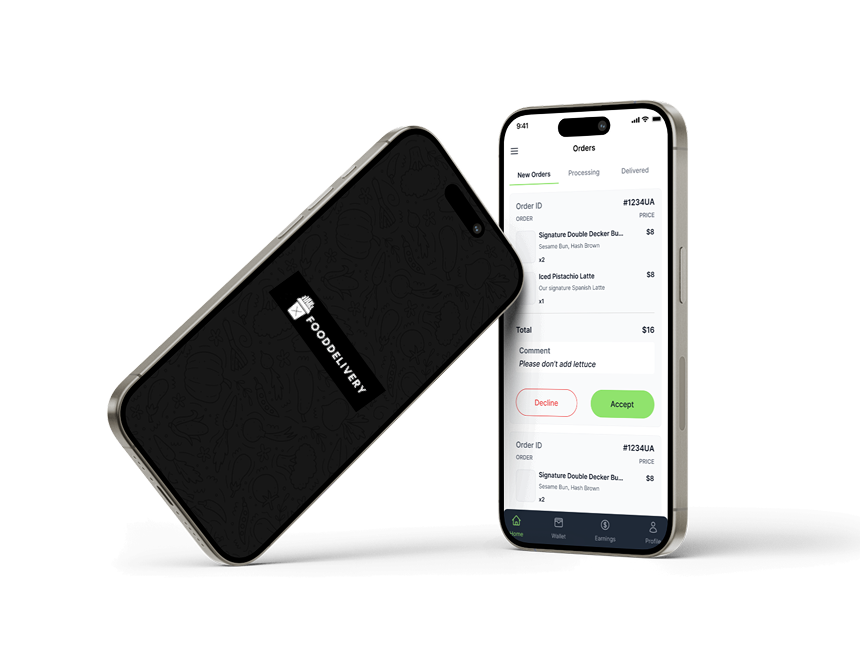 FOODDELIVERY
9:41
Orders
New Orders Processing Delivered
Order ID #1234UA
ORDER PRICE
Signature Double Decker Bu... $8
Sesame Bun, Hash Brown
x2
Iced Pistachio Latte $8
Our signature Spanish Latte
x1
Total $16
Comment
Please don't add lettuce
Decline Accept
Order ID #1234UA
ORDER PRICE
Signature Double Decker Bu... $8
Sesame Bun, Hash Brown
x2
Home Wallet Earnings Profile